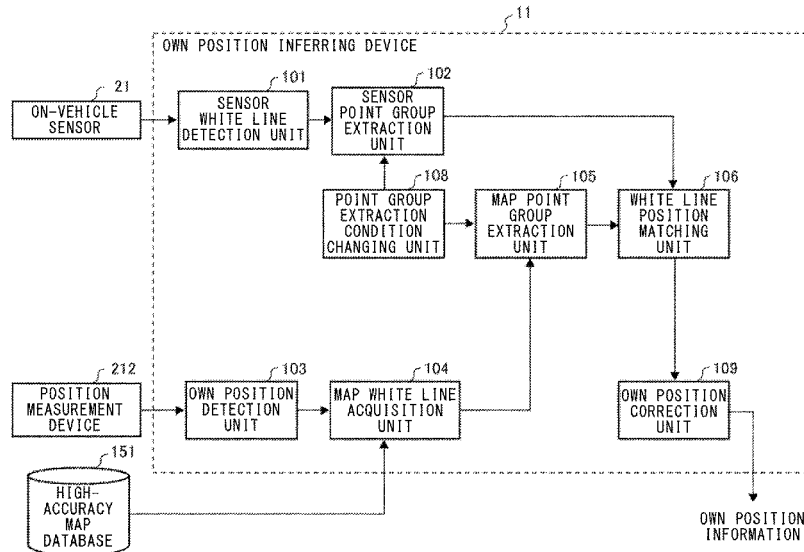 11
OWN POSITION INFERRING DEVICE
21
ON-VEHICLE
SENSOR
101
SENSOR
WHITE LINE
DETECTION UNIT
102
SENSOR
POINT GROUP
EXTRACTION
UNIT
108
POINT GROUP
EXTRACTION
CONDITION
CHANGING UNIT
105
MAP POINT
GROUP
EXTRACTION
UNIT
106
WHITE LINE
POSITION
MATCHING
UNIT
212
POSITION
MEASUREMENT
DEVICE
103
OWN POSITION
DETECTION
UNIT
104
MAP WHITE LINE
ACQUISITION
UNIT
109
OWN POSITION
CORRECTION
UNIT
151
HIGH-
ACCURACY
MAP
DATABASE
OWN POSITION
INFORMATION